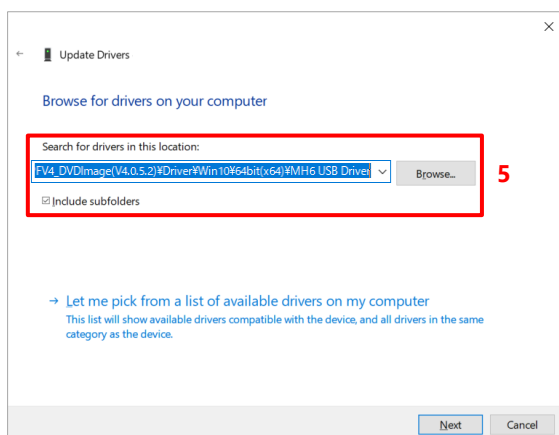 Update Drivers
Browse for drivers on your computer
Search for drivers in this location:
FV4_DVDImage(V4.0.5.2)¥Driver¥Win10¥64bit(x64)¥MH6 USB Driver
Browse...
5
Include subfolders
→ Let me pick from a list of available drivers on my computer
This list will show available drivers compatible with the device, and all drivers in the same
category as the device.
Next
Cancel